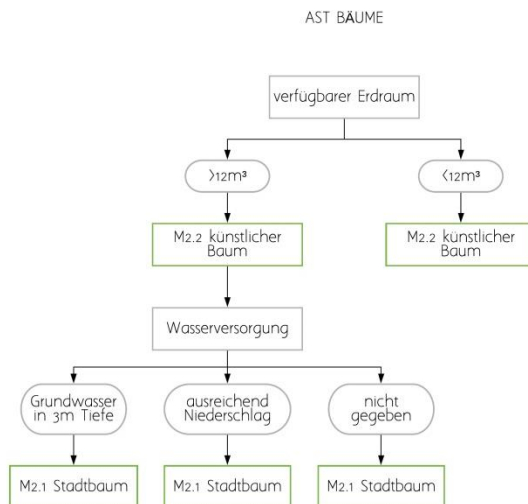 AST BÄUME
verfügbarer Erdraum
>12m³
<12m³
M2.2 künstlicher
Baum
M2.2 künstlicher
Baum
Wasserversorgung
Grundwasser
in 3m Tiefe
ausreichend
Niederschlag
nicht
gegeben
M2.1 Stadtbaum
M2.1 Stadtbaum
M2.1 Stadtbaum